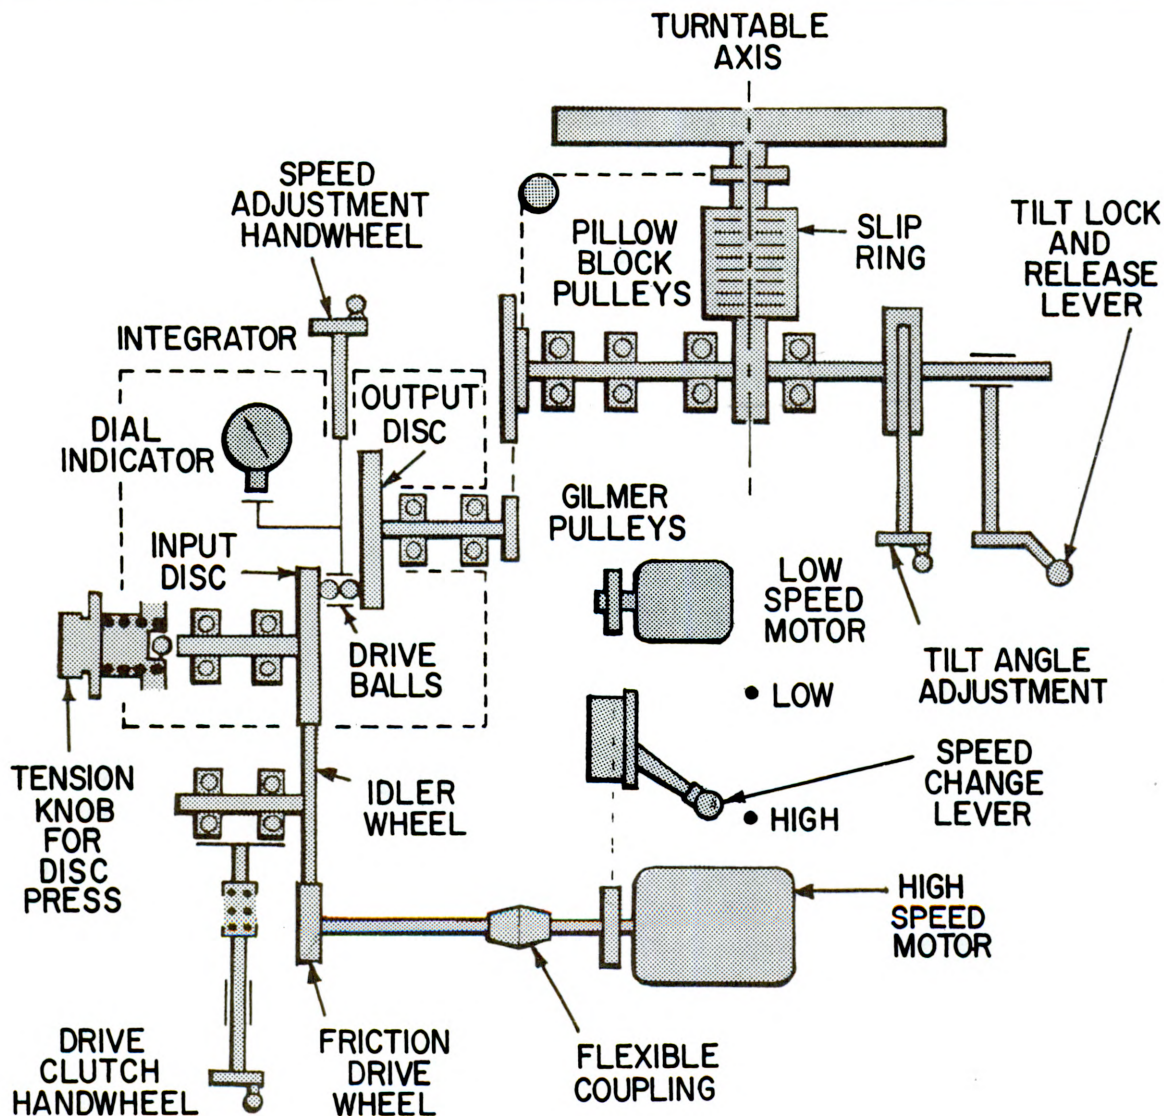 TURNTABLE
AXIS
SPEED
ADJUSTMENT
HANDWHEEL
PILLOW
BLOCK
PULLEYS
SLIP
RING
TILT LOCK
AND
RELEASE
LEVER
INTEGRATOR
OUTPUT
DISC
DIAL
INDICATOR
GILMER
PULLEYS
INPUT
DISC
LOW
SPEED
MOTOR
DRIVE
BALLS
TILT ANGLE
ADJUSTMENT
• LOW
TENSION
KNOB
FOR
DISC
PRESS
IDLER
WHEEL
SPEED
CHANGE
LEVER
• HIGH
HIGH
SPEED
MOTOR
DRIVE
CLUTCH
HANDWHEEL
FRICTION
DRIVE
WHEEL
FLEXIBLE
COUPLING